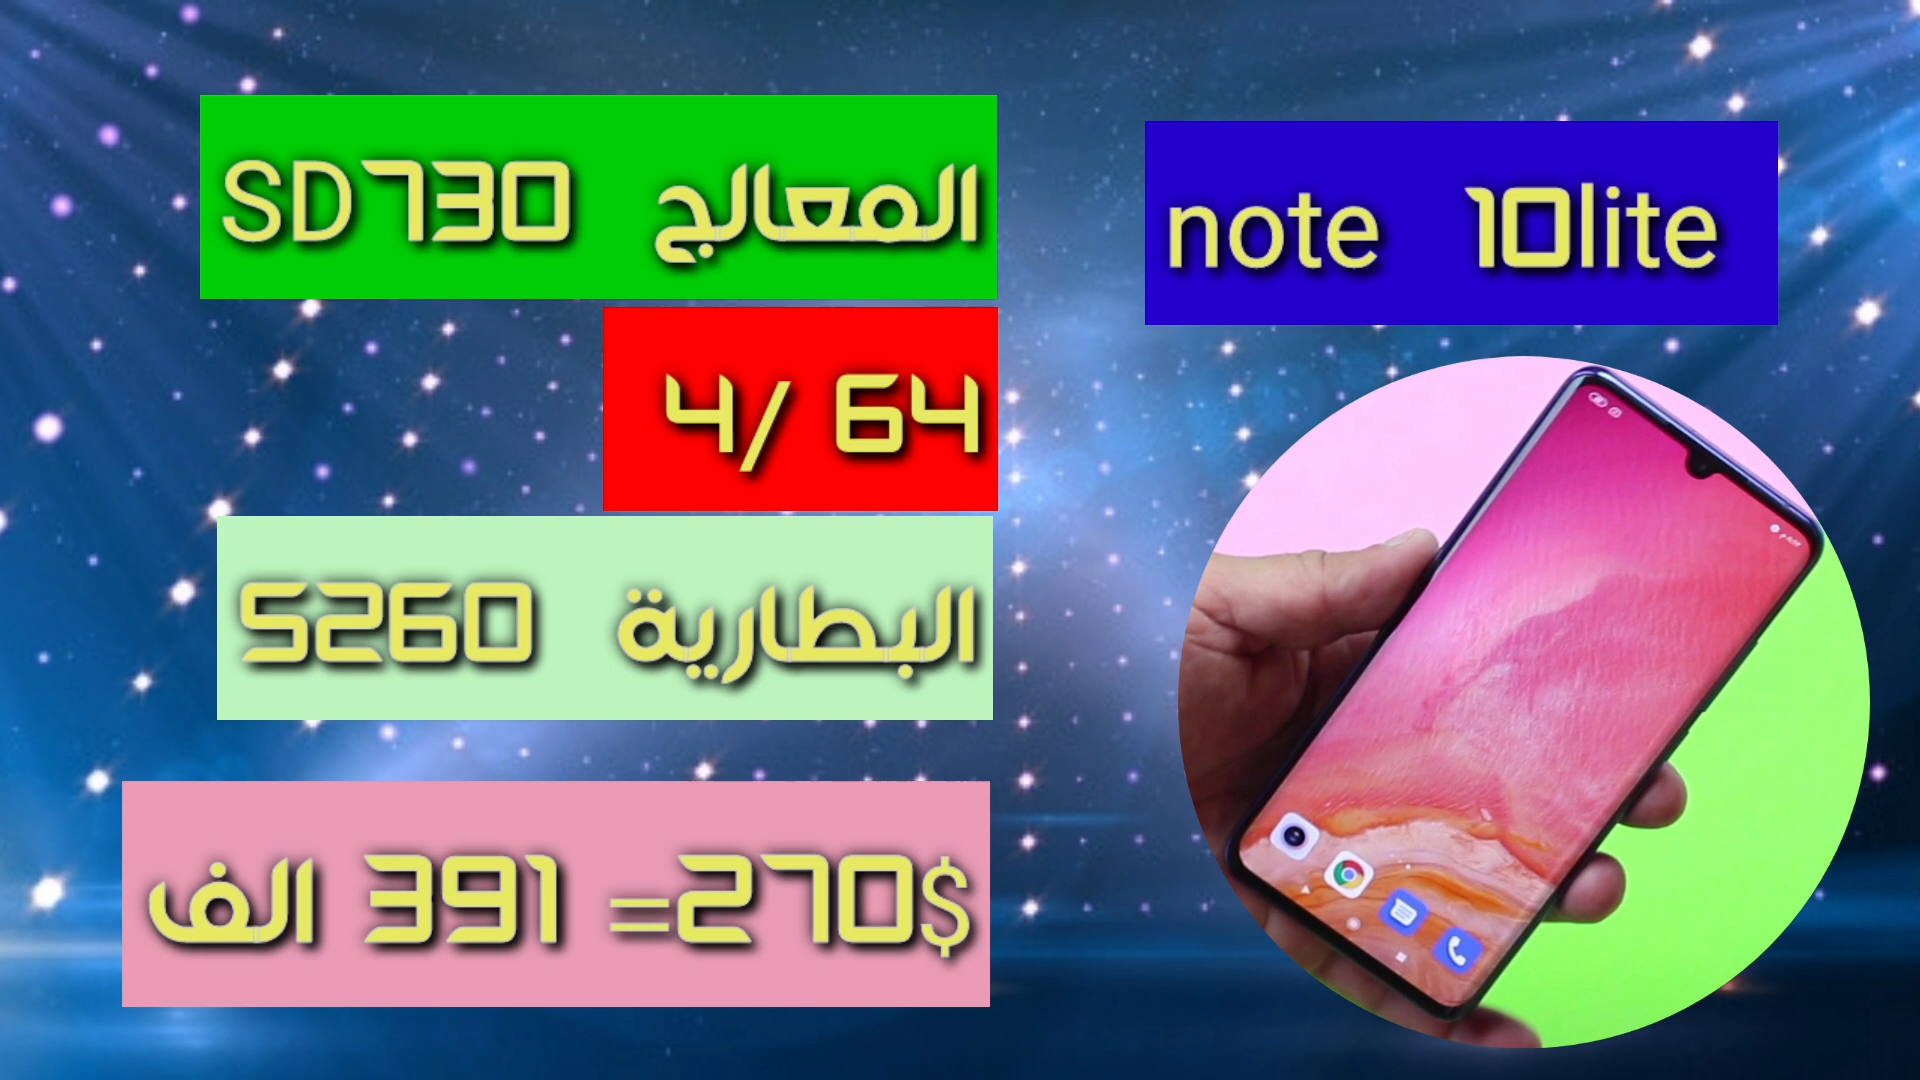 note 10lite
المعالج SD730
4/ 64
البطارية 5260
270$= 391 الف